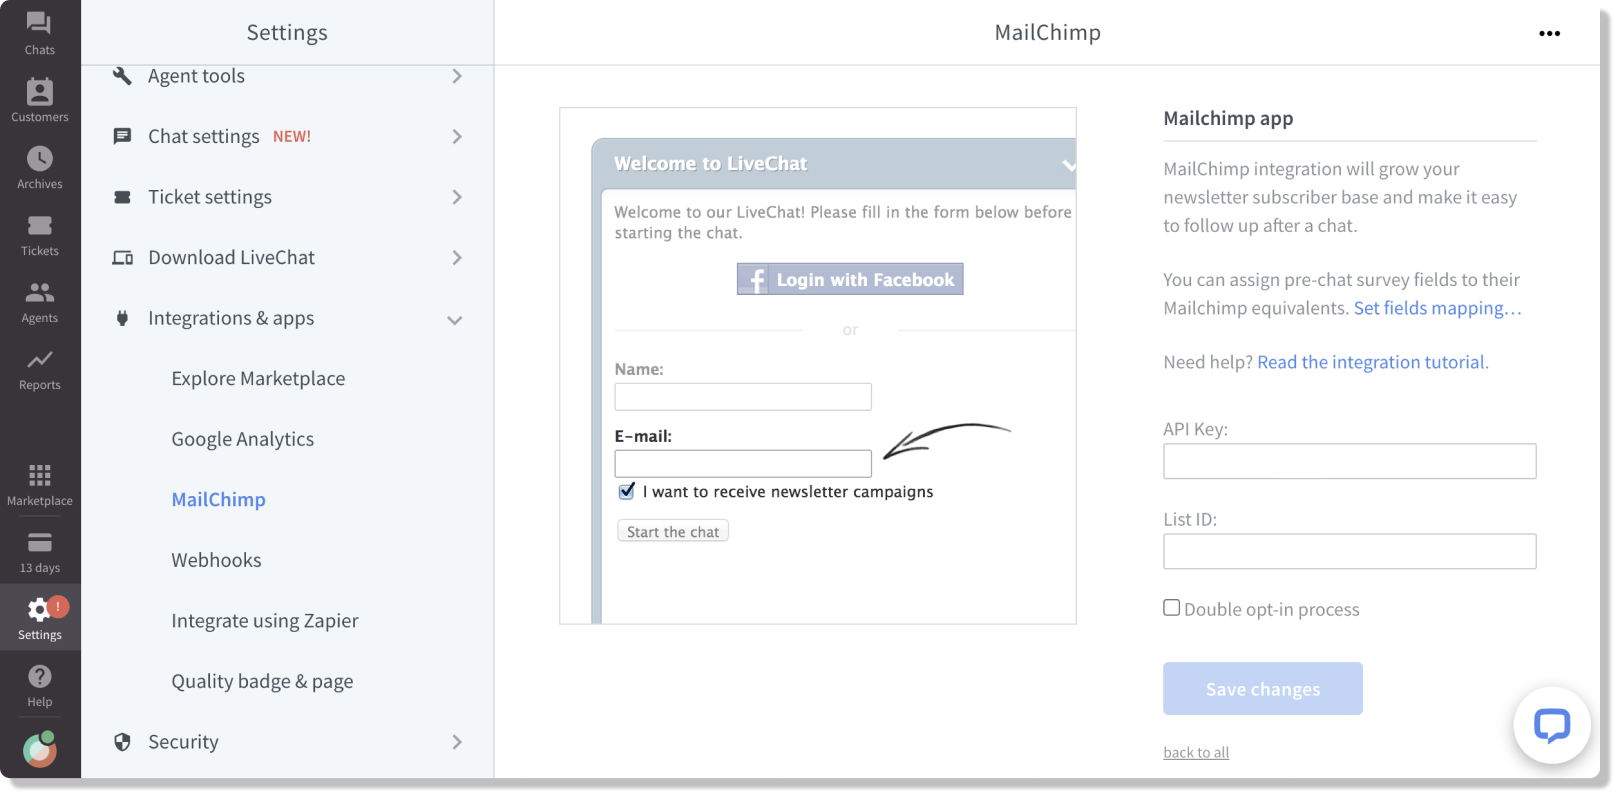 Chats
Customers
Archives
Tickets
Agents
Reports
Marketplace
13 days
!
Settings
Help
Settings
Agent tools
Chat settings NEW!
Ticket settings
Download LiveChat
Integrations & apps
Explore Marketplace
Google Analytics
MailChimp
Webhooks
Integrate using Zapier
Quality badge & page
Security
MailChimp
Welcome to LiveChat
Welcome to our LiveChat! Please fill in the form below before
starting the chat.
f Login with Facebook
or
Name:
E-mail:
I want to receive newsletter campaigns
Start the chat
Mailchimp app
MailChimp integration will grow your
newsletter subscriber base and make it easy
to follow up after a chat.
You can assign pre-chat survey fields to their
Mailchimp equivalents. Set fields mapping…
Need help? Read the integration tutorial.
API Key:
List ID:
Double opt-in process
Save changes
back to all